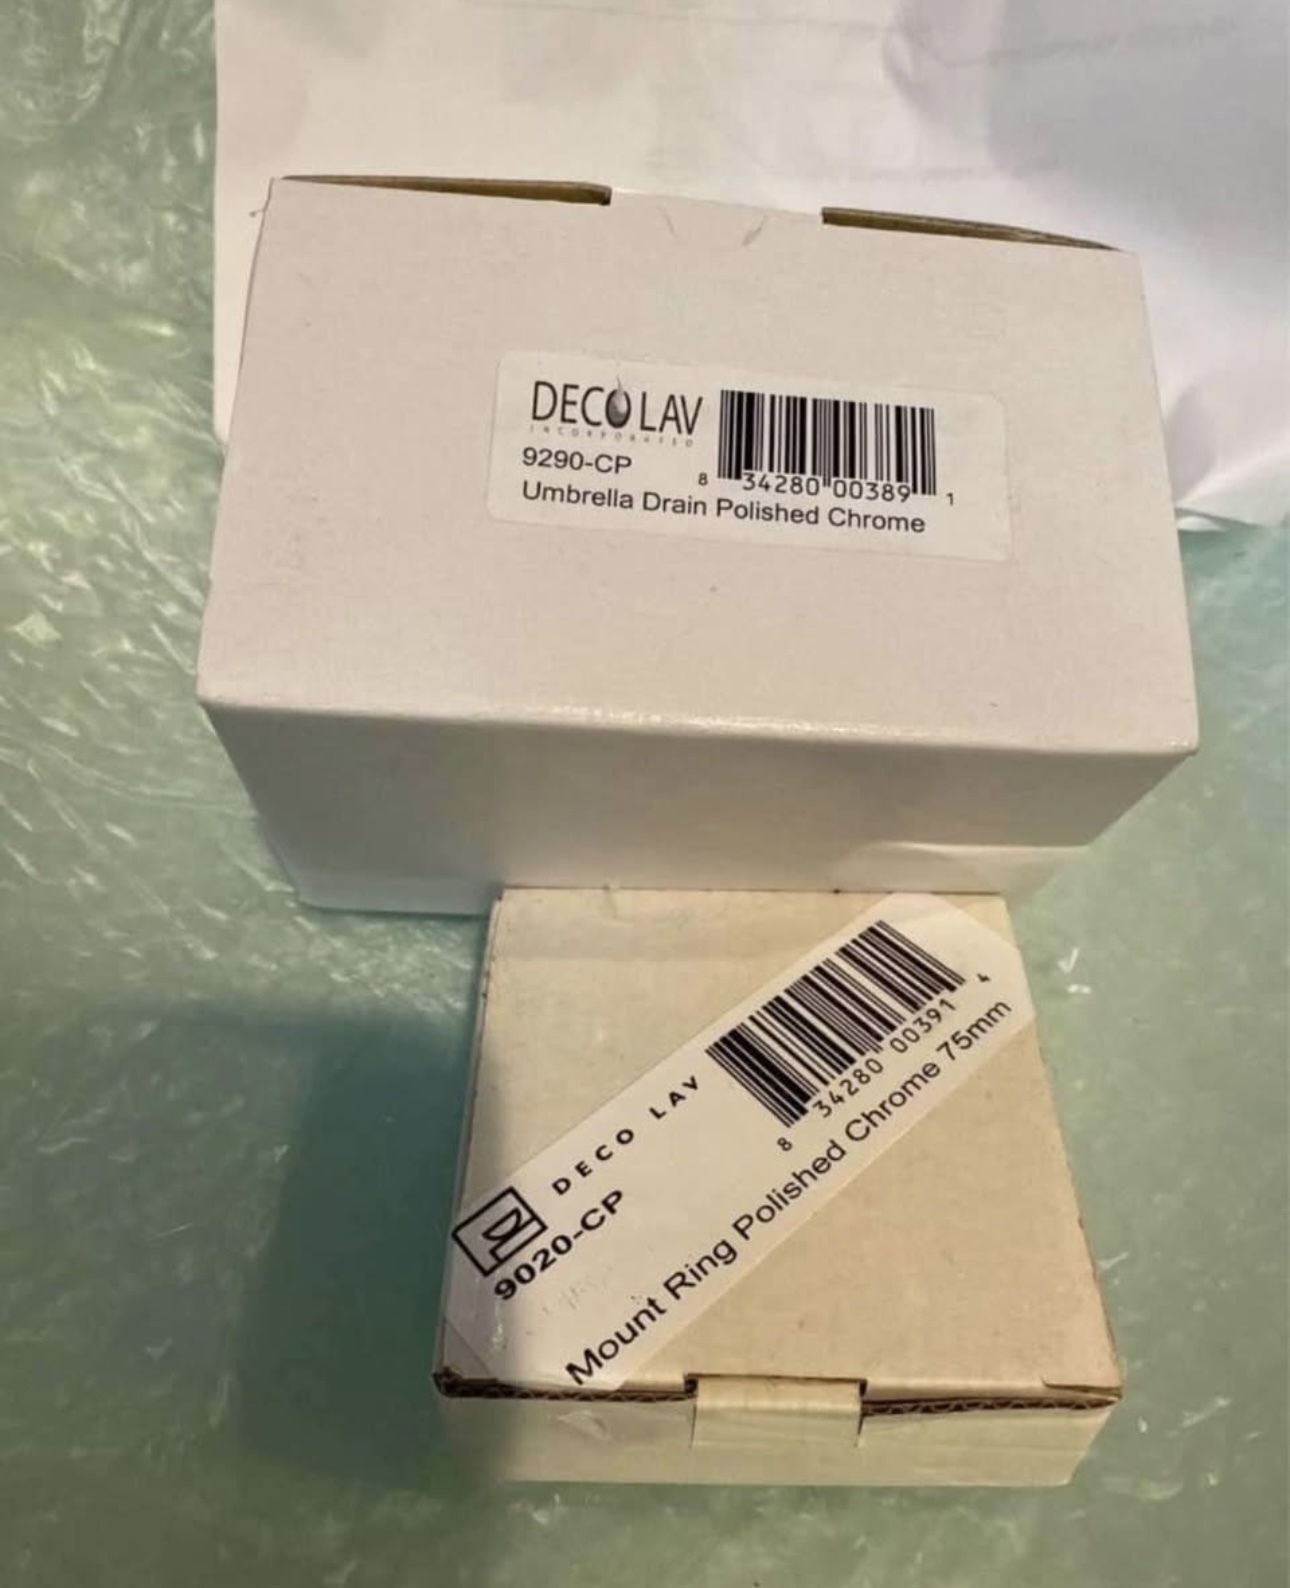 DECOLAV
INCORPORATED
9290-CP
8 34280 00389 1
Umbrella Drain Polished Chrome
DECO LAV
8 34280 00391 4
9020-CP
Mount Ring Polished Chrome 75mm